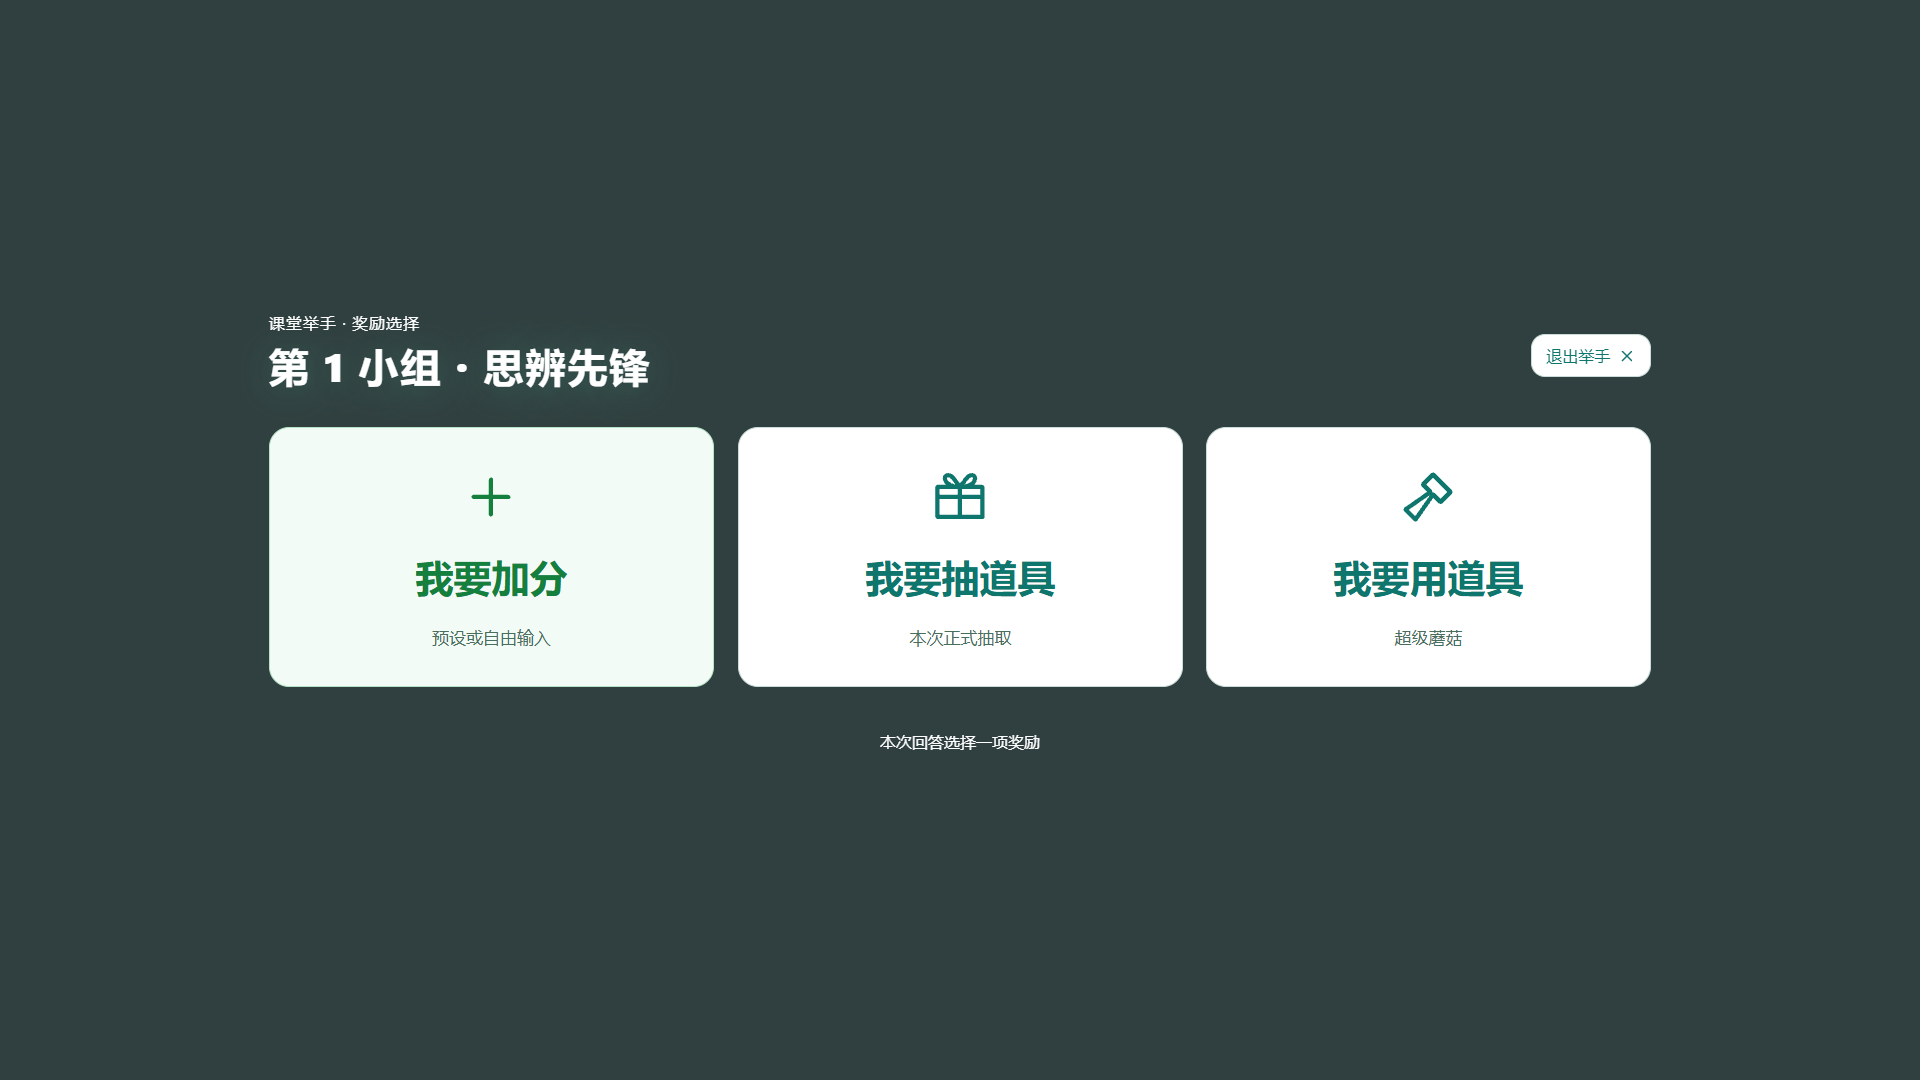 课堂举手 · 奖励选择
第 1 小组 · 思辨先锋
退出举手
我要加分
预设或自由输入
我要抽道具
本次正式抽取
我要用道具
超级蘑菇
本次回答选择一项奖励